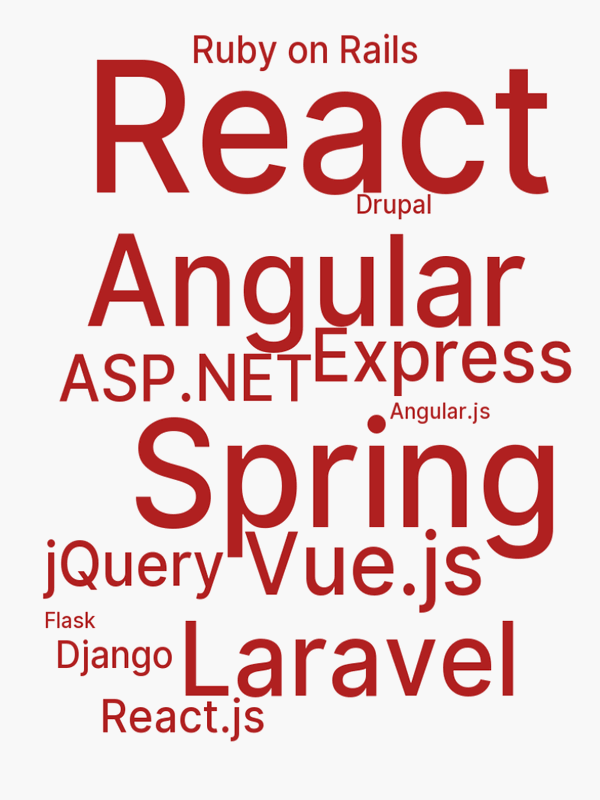 Ruby on Rails
React
Drupal
Angular
Express
ASP.NET
Angular.js
Spring
jQuery
Vue.js
Flask
Django
Laravel
React.js